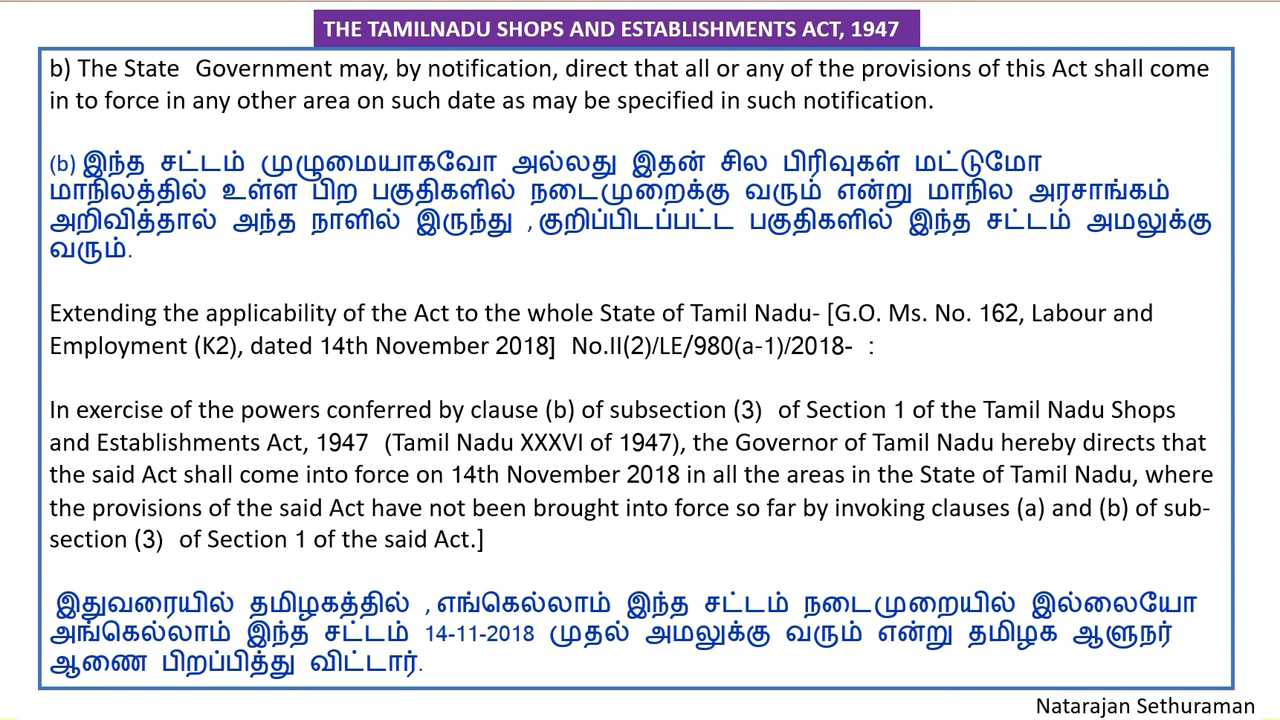 THE TAMILNADU SHOPS AND ESTABLISHMENTS ACT, 1947
b) The State Government may, by notification, direct that all or any of the provisions of this Act shall come
in to force in any other area on such date as may be specified in such notification.
(b) இந்த சட்டம் முழுமையாகவோ அல்லது இதன் சில பிரிவுகள் மட்டுமோ
மாநிலத்தில் உள்ள பிற பகுதிகளில் நடைமுறைக்கு வரும் என்று மாநில அரசாங்கம்
அறிவித்தால் அந்த நாளில் இருந்து , குறிப்பிடப்பட்ட பகுதிகளில் இந்த சட்டம் அமலுக்கு
வரும்.
Extending the applicability of the Act to the whole State of Tamil Nadu- [G.O. Ms. No. 162, Labour and
Employment (K2), dated 14th November 2018] No.II(2)/LE/980(a-1)/2018- :
In exercise of the powers conferred by clause (b) of subsection (3) of Section 1 of the Tamil Nadu Shops
and Establishments Act, 1947 (Tamil Nadu XXXVI of 1947), the Governor of Tamil Nadu hereby directs that
the said Act shall come into force on 14th November 2018 in all the areas in the State of Tamil Nadu, where
the provisions of the said Act have not been brought into force so far by invoking clauses (a) and (b) of sub-
section (3) of Section 1 of the said Act.]
இதுவரையில் தமிழகத்தில் , எங்கெல்லாம் இந்த சட்டம் நடைமுறையில் இல்லையோ
அங்கெல்லாம் இந்த சட்டம் 14-11-2018 முதல் அமலுக்கு வரும் என்று தமிழக ஆளுநர்
ஆணை பிறப்பித்து விட்டார்.
Natarajan Sethuraman